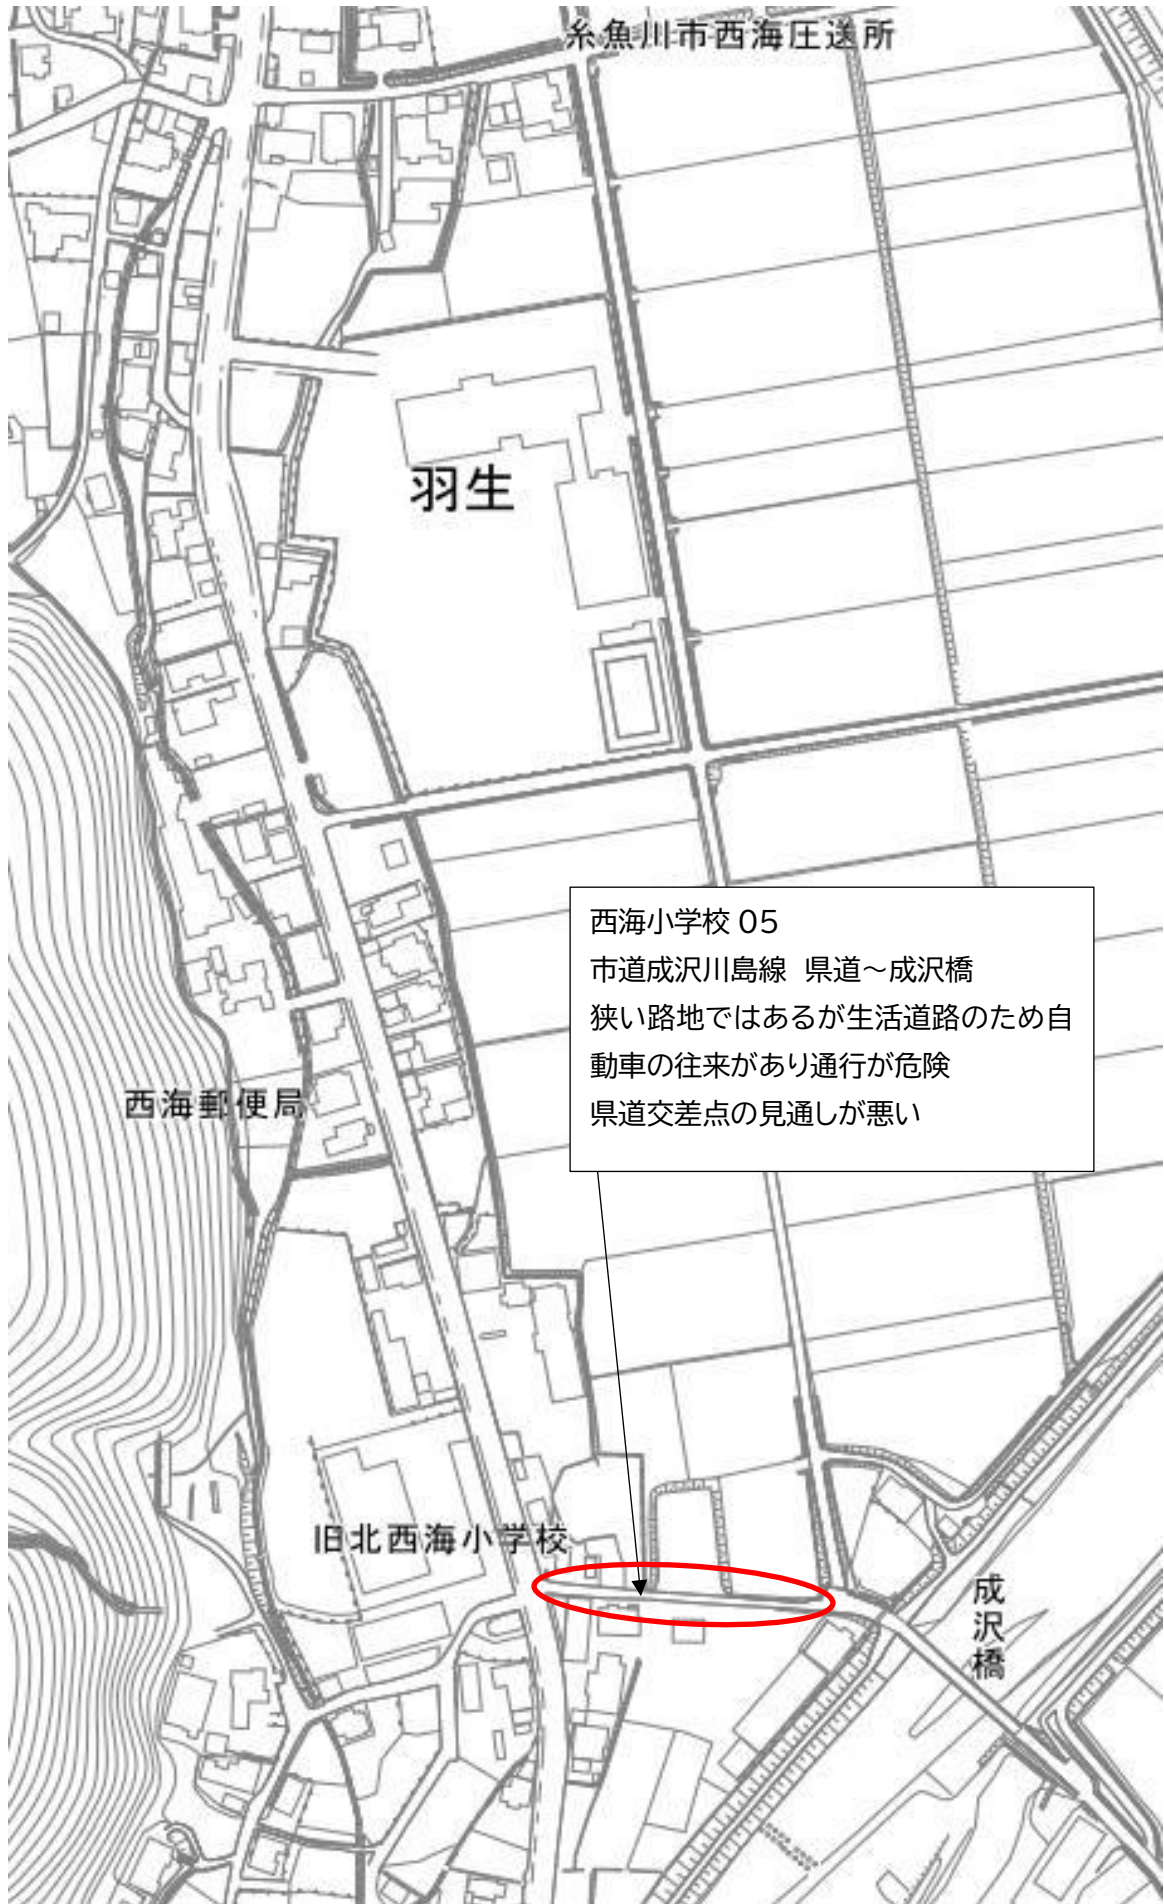 糸魚川市西海圧送所
羽生
西海小学校 05
市道成沢川島線 県道～成沢橋
狭い路地ではあるが生活道路のため自
動車の往来があり通行が危険
県道交差点の見通しが悪い
西海郵便局
旧北西海小学校
成沢橋